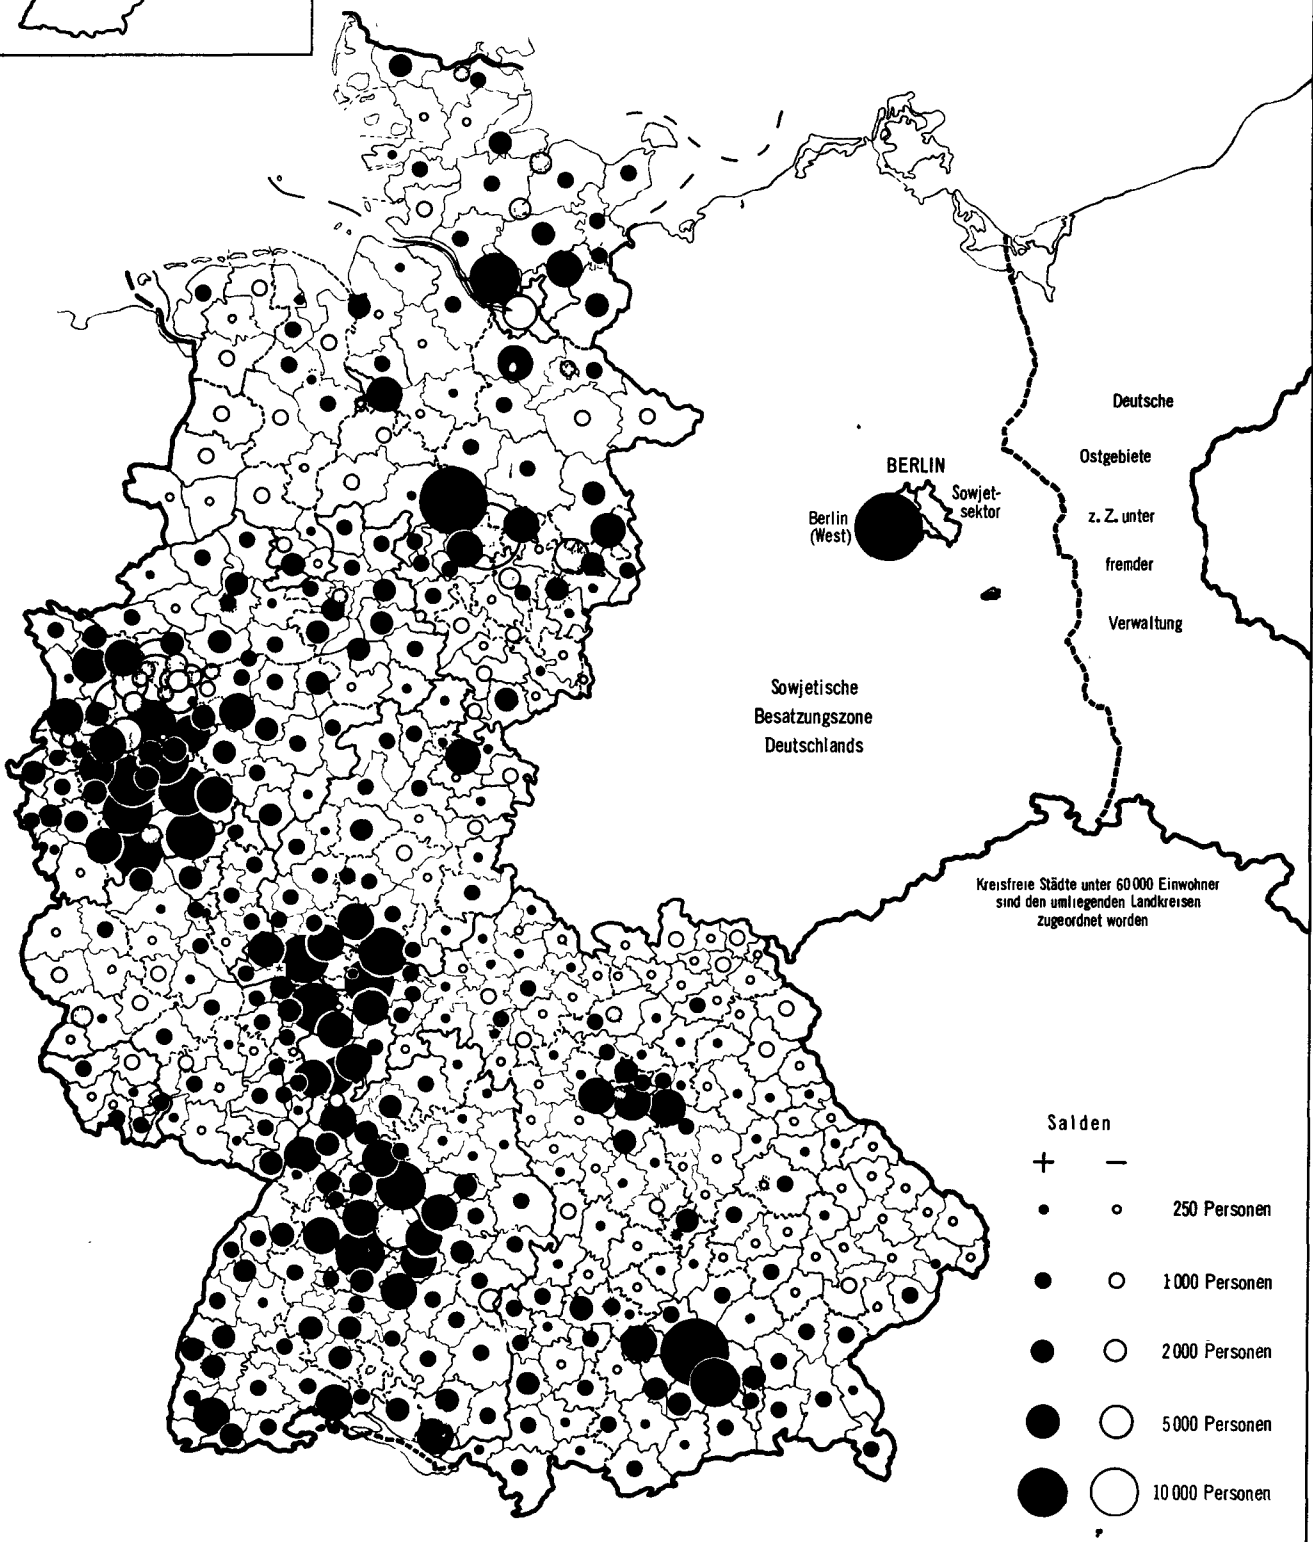 Deutsche
Ostgebiete
z. Z. unter
fremder
Verwaltung
BERLIN
Sowjet-
sektor
Berlin
(West)
Sowjetische
Besatzungszone
Deutschlands
Kreisfreie Städte unter 60 000 Einwohner
sind den umliegenden Landkreisen
zugeordnet worden
Salden
+ −
250 Personen
1 000 Personen
2 000 Personen
5 000 Personen
10 000 Personen